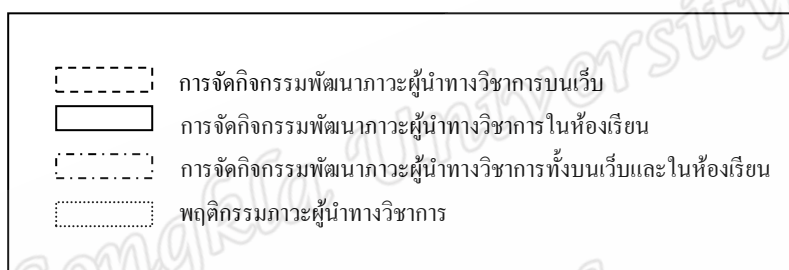 การจัดกิจกรรมพัฒนาภาวะผู้นำทางวิชาการบนเว็บ
การจัดกิจกรรมพัฒนาภาวะผู้นำทางวิชาการในห้องเรียน
การจัดกิจกรรมพัฒนาภาวะผู้นำทางวิชาการทั้งบนเว็บและในห้องเรียน
พฤติกรรมภาวะผู้นำทางวิชาการ
Songkla University